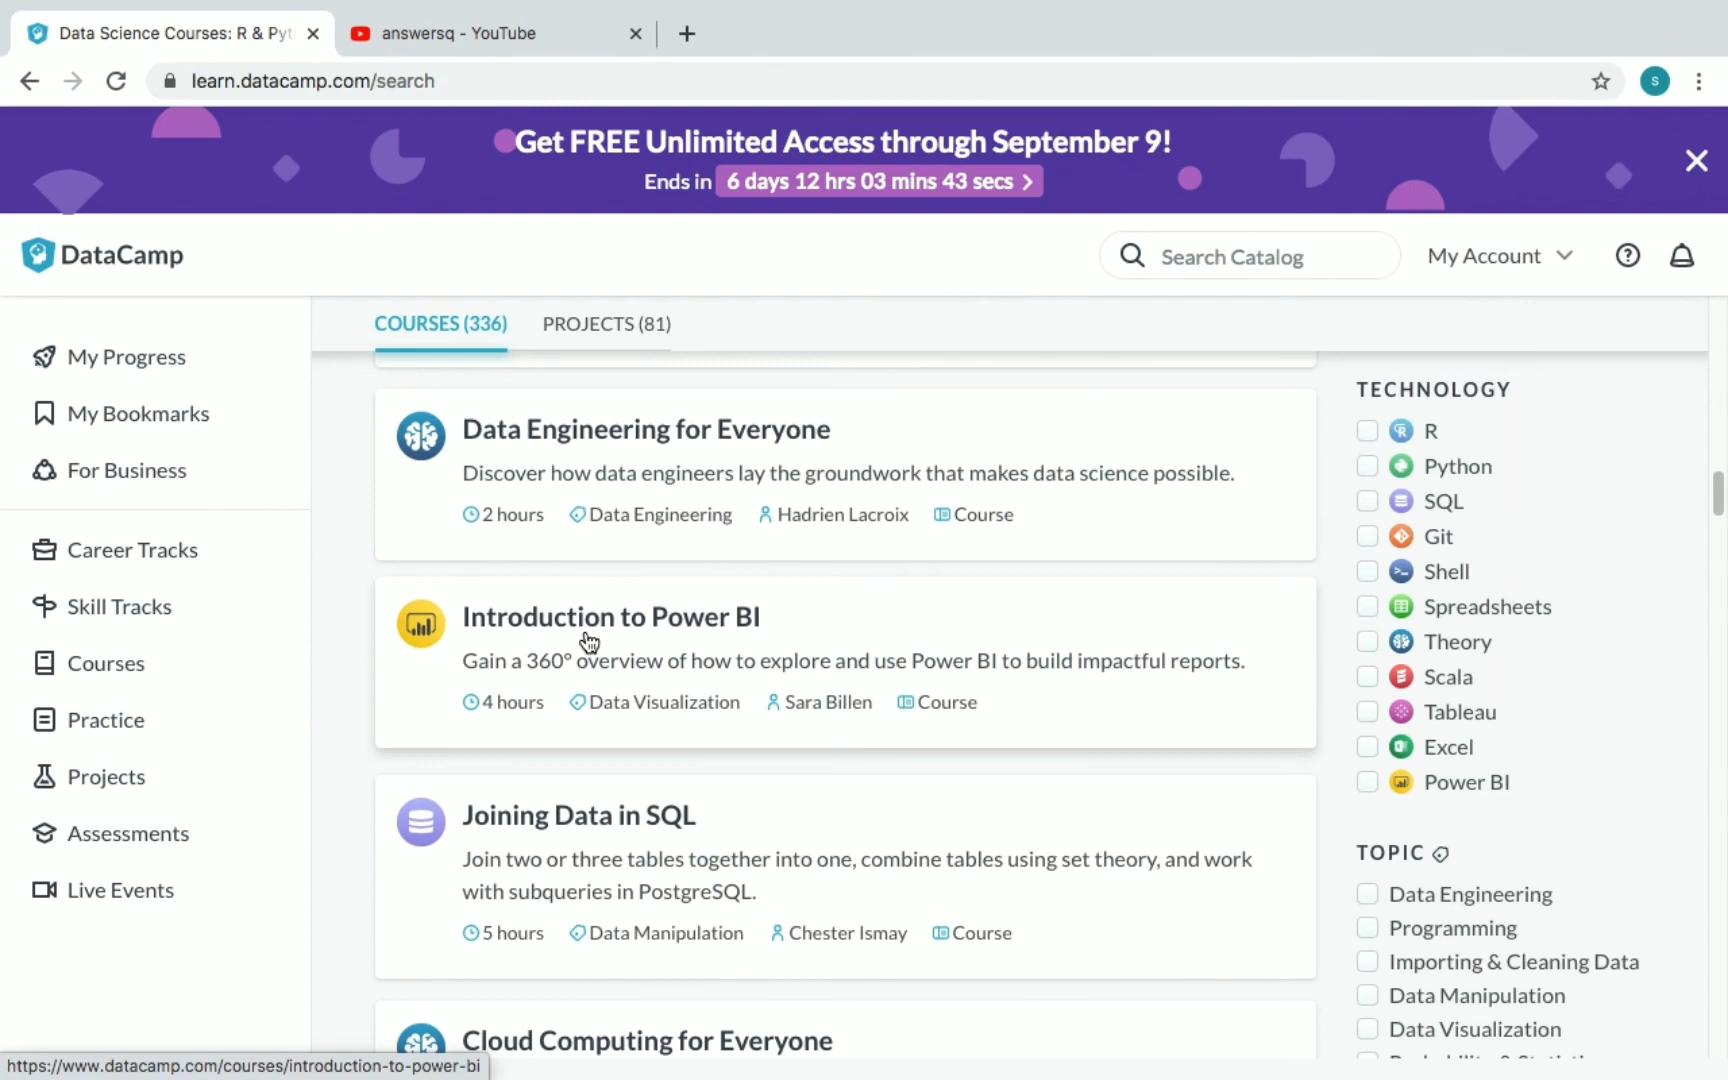 Data Science Courses: R & Pyt
answersq - YouTube
learn.datacamp.com/search
S
Get FREE Unlimited Access through September 9!
Ends in 6 days 12 hrs 03 mins 43 secs >
DataCamp
Search Catalog
My Account
COURSES (336)
PROJECTS (81)
My Progress
My Bookmarks
For Business
Career Tracks
Skill Tracks
Courses
Practice
Projects
Assessments
Live Events
Data Engineering for Everyone
Discover how data engineers lay the groundwork that makes data science possible.
2 hours Data Engineering Hadrien Lacroix Course
Introduction to Power BI
Gain a 360° overview of how to explore and use Power BI to build impactful reports.
4 hours Data Visualization Sara Billen Course
Joining Data in SQL
Join two or three tables together into one, combine tables using set theory, and work
with subqueries in PostgreSQL.
5 hours Data Manipulation Chester Ismay Course
Cloud Computing for Everyone
TECHNOLOGY
R
Python
SQL
Git
Shell
Spreadsheets
Theory
Scala
Tableau
Excel
Power BI
TOPIC
Data Engineering
Programming
Importing & Cleaning Data
Data Manipulation
Data Visualization
https://www.datacamp.com/courses/introduction-to-power-bi